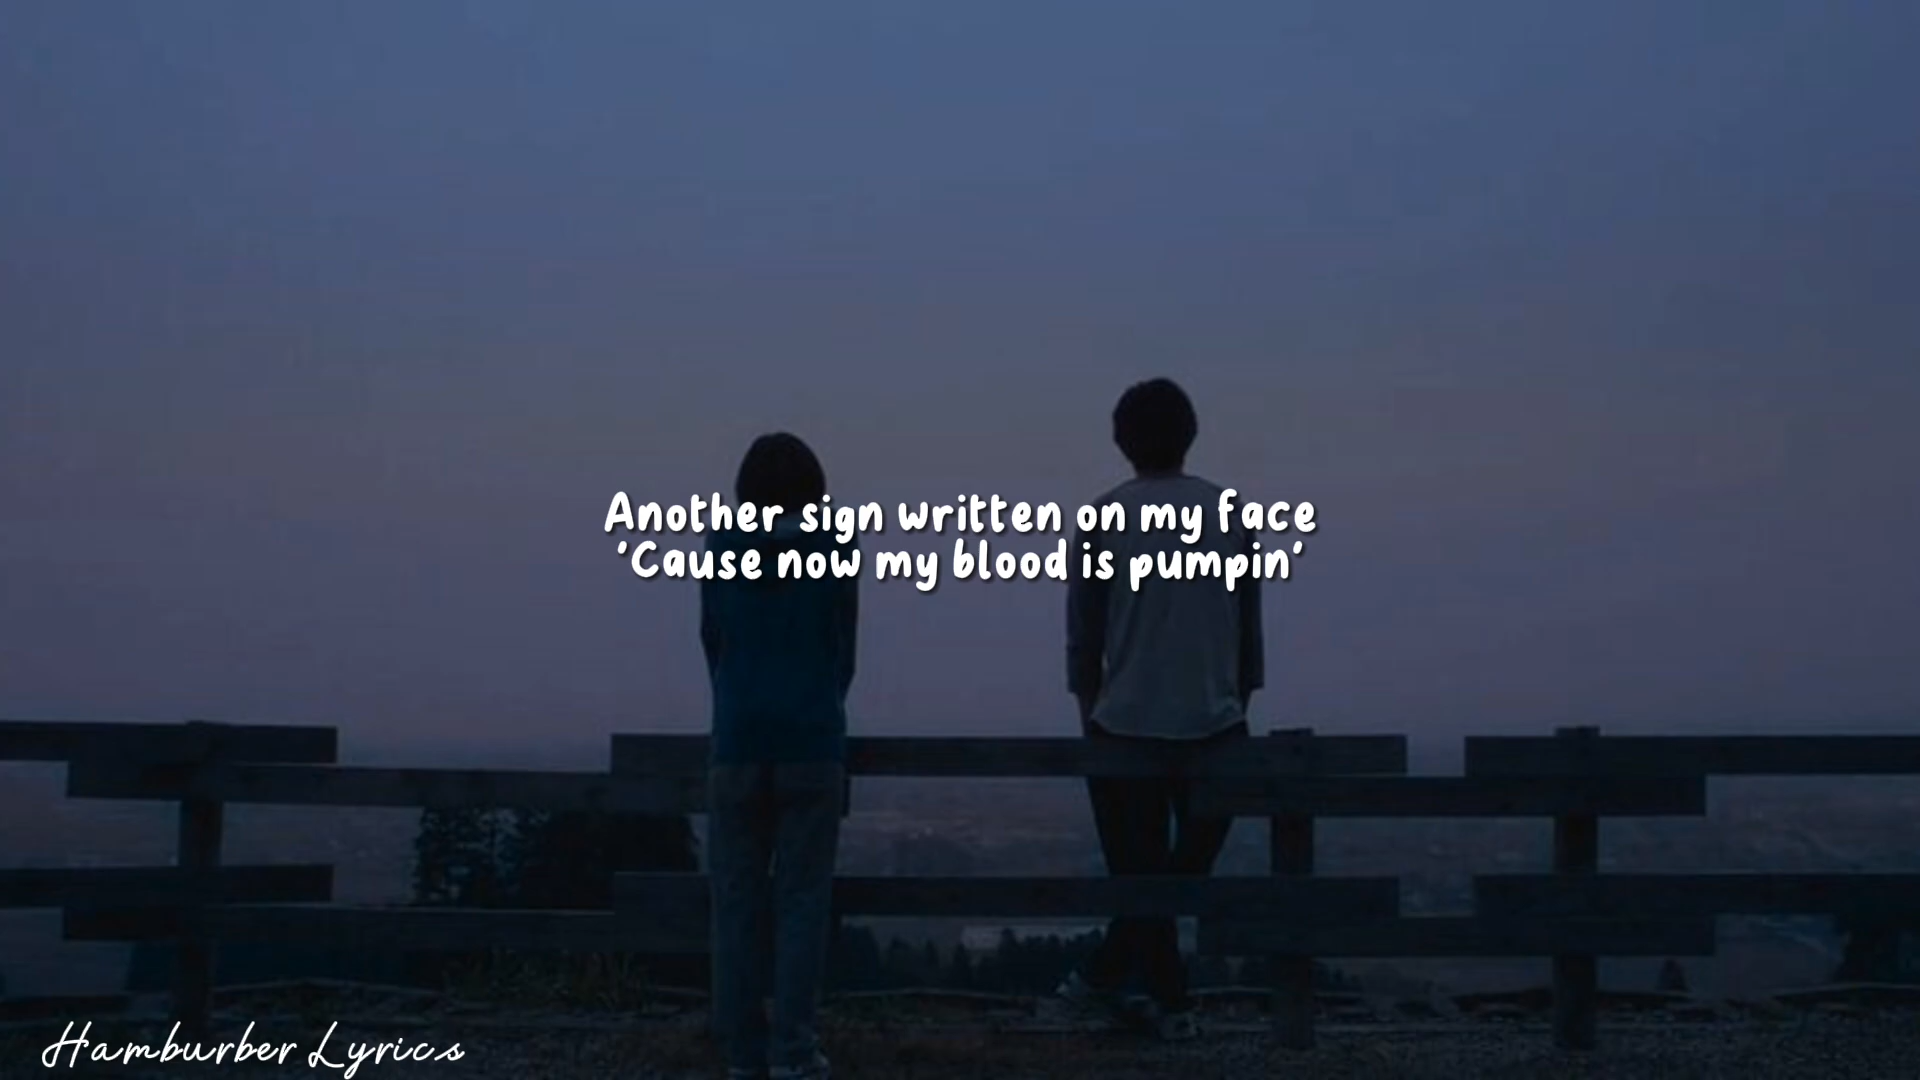 Another sign written on my face
'Cause now my blood is pumpin'
Hamburber Lyrics